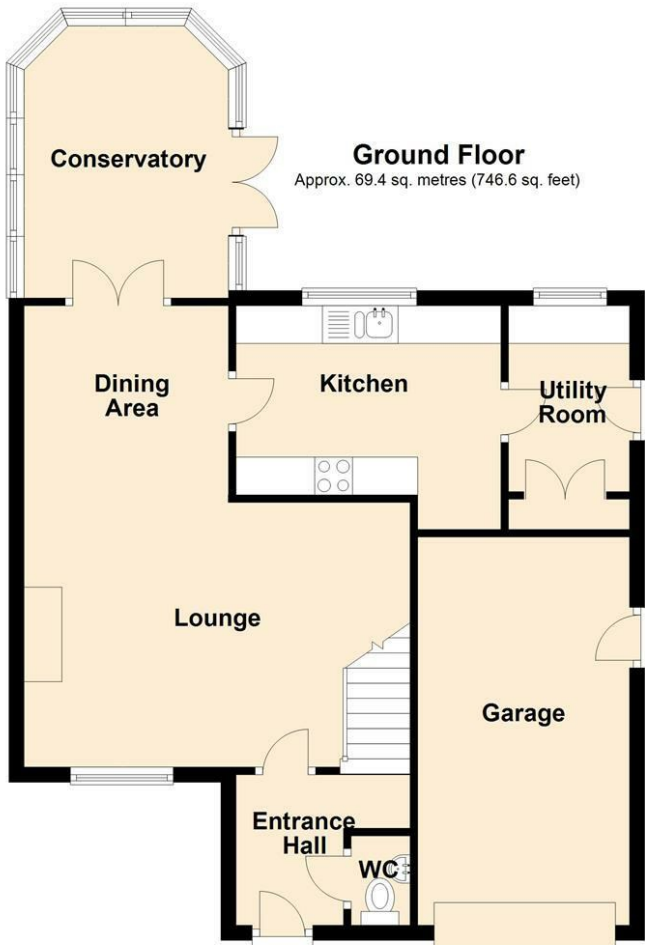 Conservatory
Ground Floor
Approx. 69.4 sq. metres (746.6 sq. feet)
Dining
Area
Kitchen
Utility
Room
Lounge
Garage
Entrance
Hall
WC